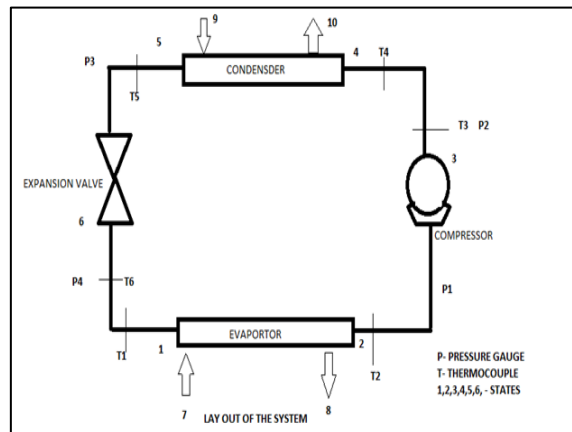 9
10
5
4
T4
P3
CONDENSDER
T5
T3 P2
3
EXPANSION VALVE
6
COMPRESSOR
P4
T6
P1
EVAPORTOR
T1
1
2
T2
P- PRESSURE GAUGE
T- THERMOCOUPLE
1,2,3,4,5,6, - STATES
7
8
LAY OUT OF THE SYSTEM